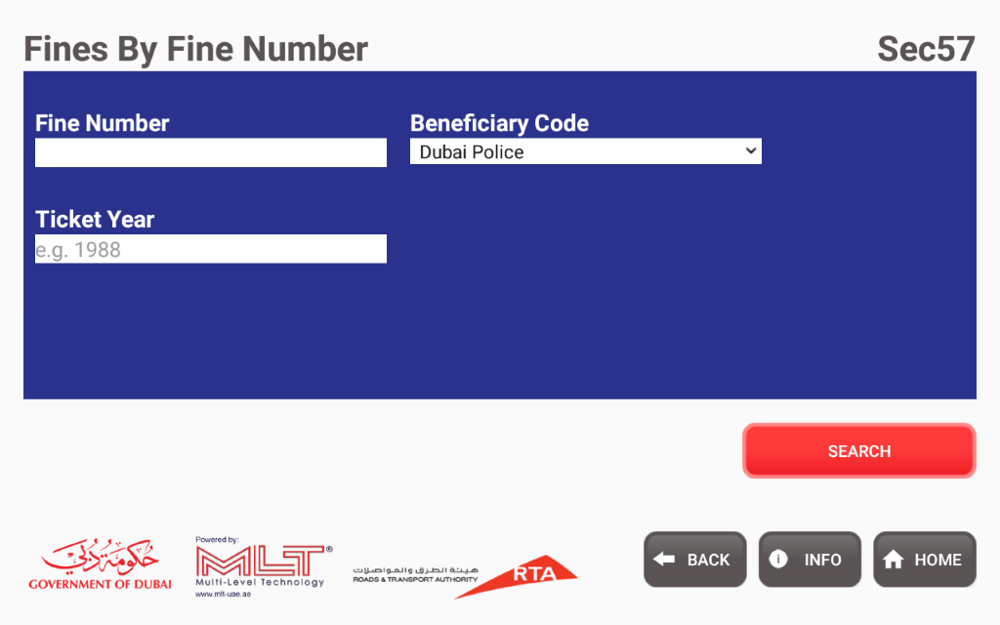 Fines By Fine Number
Sec57
Fine Number
Beneficiary Code
Dubai Police
Ticket Year
e.g. 1988
SEARCH
حكومة دبي
GOVERNMENT OF DUBAI
Powered by:
MLT®
Multi-Level Technology
www.mlt-uae.ae
هيئة الطرق والمواصلات
ROADS & TRANSPORT AUTHORITY
RTA
BACK
INFO
HOME